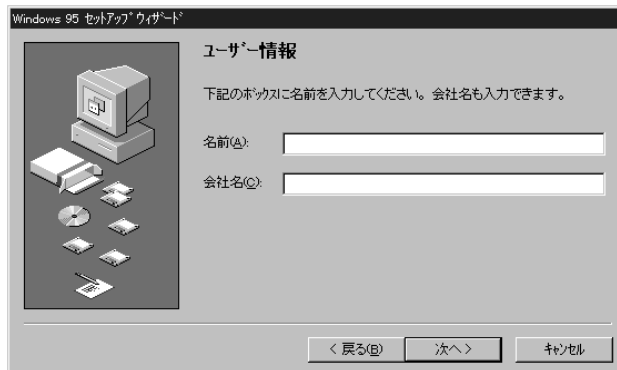 Windows 95 ｾｯﾄｱｯﾌﾟ ｳｨｻﾞｰﾄﾞ
ﾕｰｻﾞｰ情報
下記のﾎﾞｯｸｽに名前を入力してください。会社名も入力できます。
名前(A):
会社名(C):
< 戻る(B)
次へ >
ｷｬﾝｾﾙ